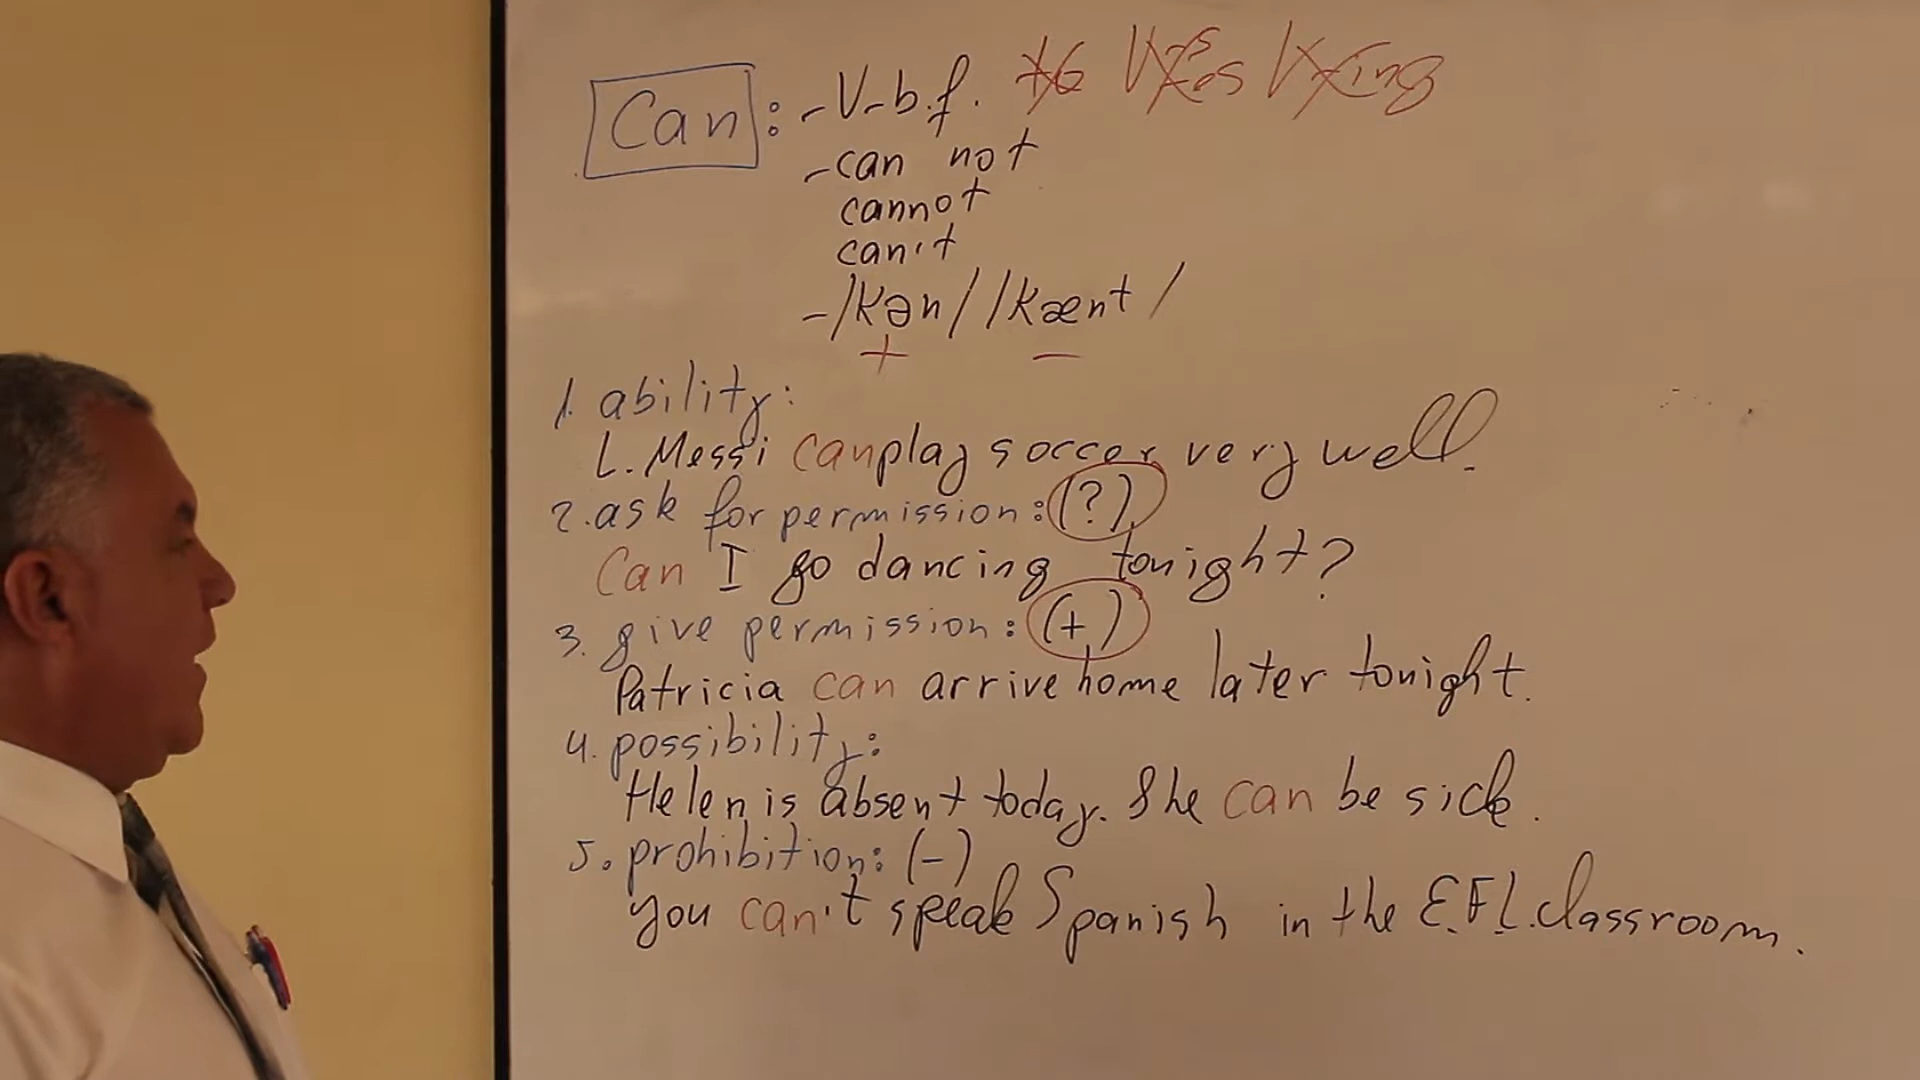 Can : - V-b.f. to V-s-es V-ing
- can not
cannot
can't
- /kən/ /kænt/
+ -
1. ability:
L. Messi can play soccer very well.
2. ask for permission: (?)
Can I go dancing tonight?
3. give permission: (+)
Patricia can arrive home later tonight.
4. possibility:
Helen is absent today. She can be sick.
5. prohibition: (-)
you can't speak Spanish in the E.F.L. classroom.